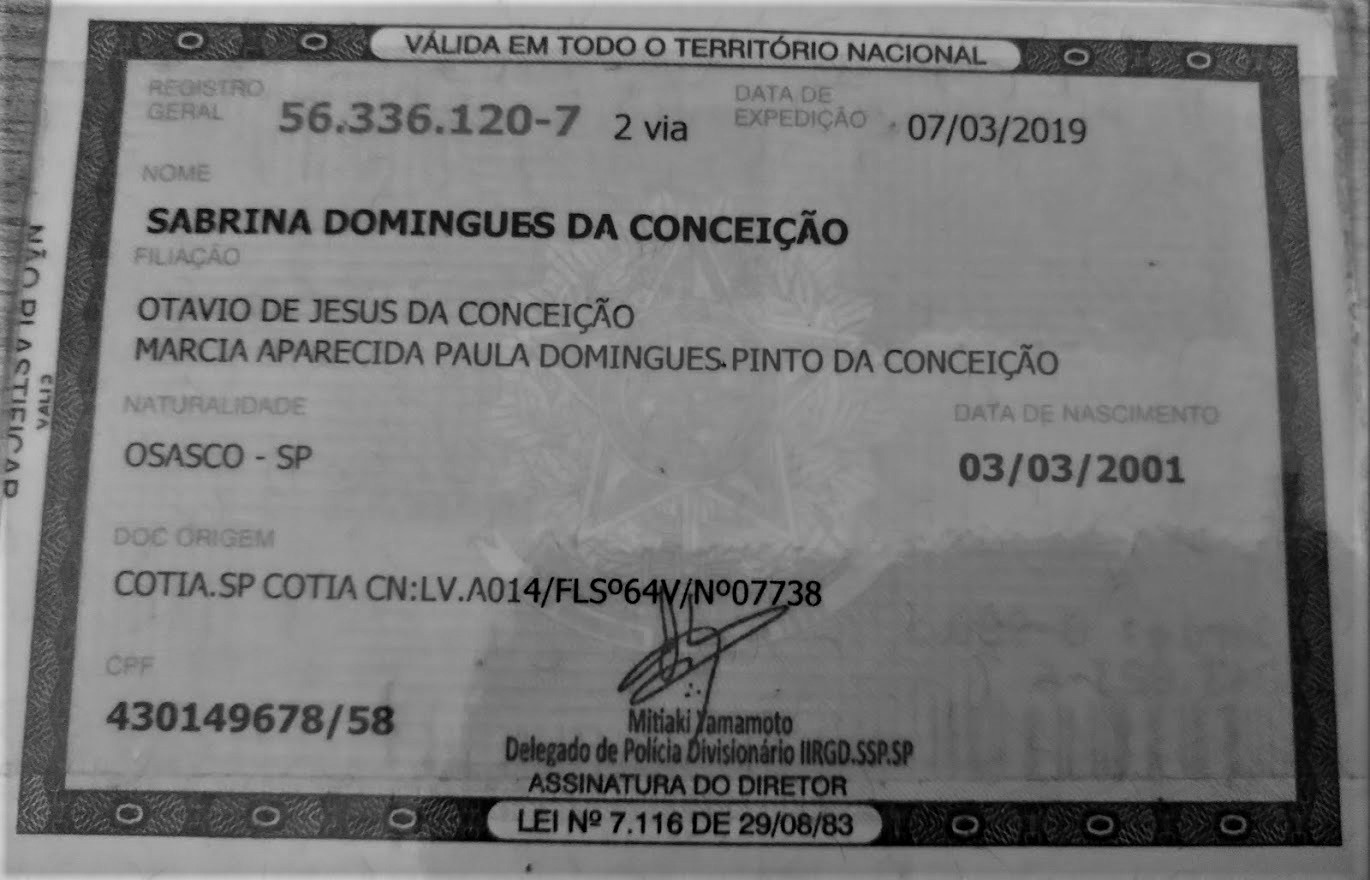 VÁLIDA EM TODO O TERRITÓRIO NACIONAL
REGISTRO GERAL 56.336.120-7 2 via DATA DE EXPEDIÇÃO 07/03/2019
NOME
SABRINA DOMINGUES DA CONCEIÇÃO
FILIAÇÃO
OTAVIO DE JESUS DA CONCEIÇÃO
MARCIA APARECIDA PAULA DOMINGUES PINTO DA CONCEIÇÃO
NATURALIDADE DATA DE NASCIMENTO
OSASCO - SP 03/03/2001
DOC ORIGEM
COTIA.SP COTIA CN:LV.A014/FLSº64V/Nº07738
CPF
430149678/58
Mitiaki Yamamoto
Delegado de Polícia Divisionário IIRGD.SSP.SP
ASSINATURA DO DIRETOR
LEI Nº 7.116 DE 29/08/83
NÃO PLASTIFICAR